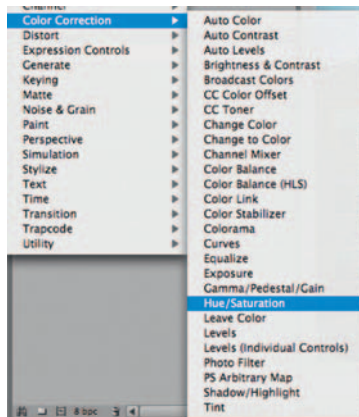 Channel
Color Correction
Distort
Expression Controls
Generate
Keying
Matte
Noise & Grain
Paint
Perspective
Simulation
Stylize
Text
Time
Transition
Trapcode
Utility
8 bpc
Auto Color
Auto Contrast
Auto Levels
Brightness & Contrast
Broadcast Colors
CC Color Offset
CC Toner
Change Color
Change to Color
Channel Mixer
Color Balance
Color Balance (HLS)
Color Link
Color Stabilizer
Colorama
Curves
Equalize
Exposure
Gamma/Pedestal/Gain
Hue/Saturation
Leave Color
Levels
Levels (Individual Controls)
Photo Filter
PS Arbitrary Map
Shadow/Highlight
Tint